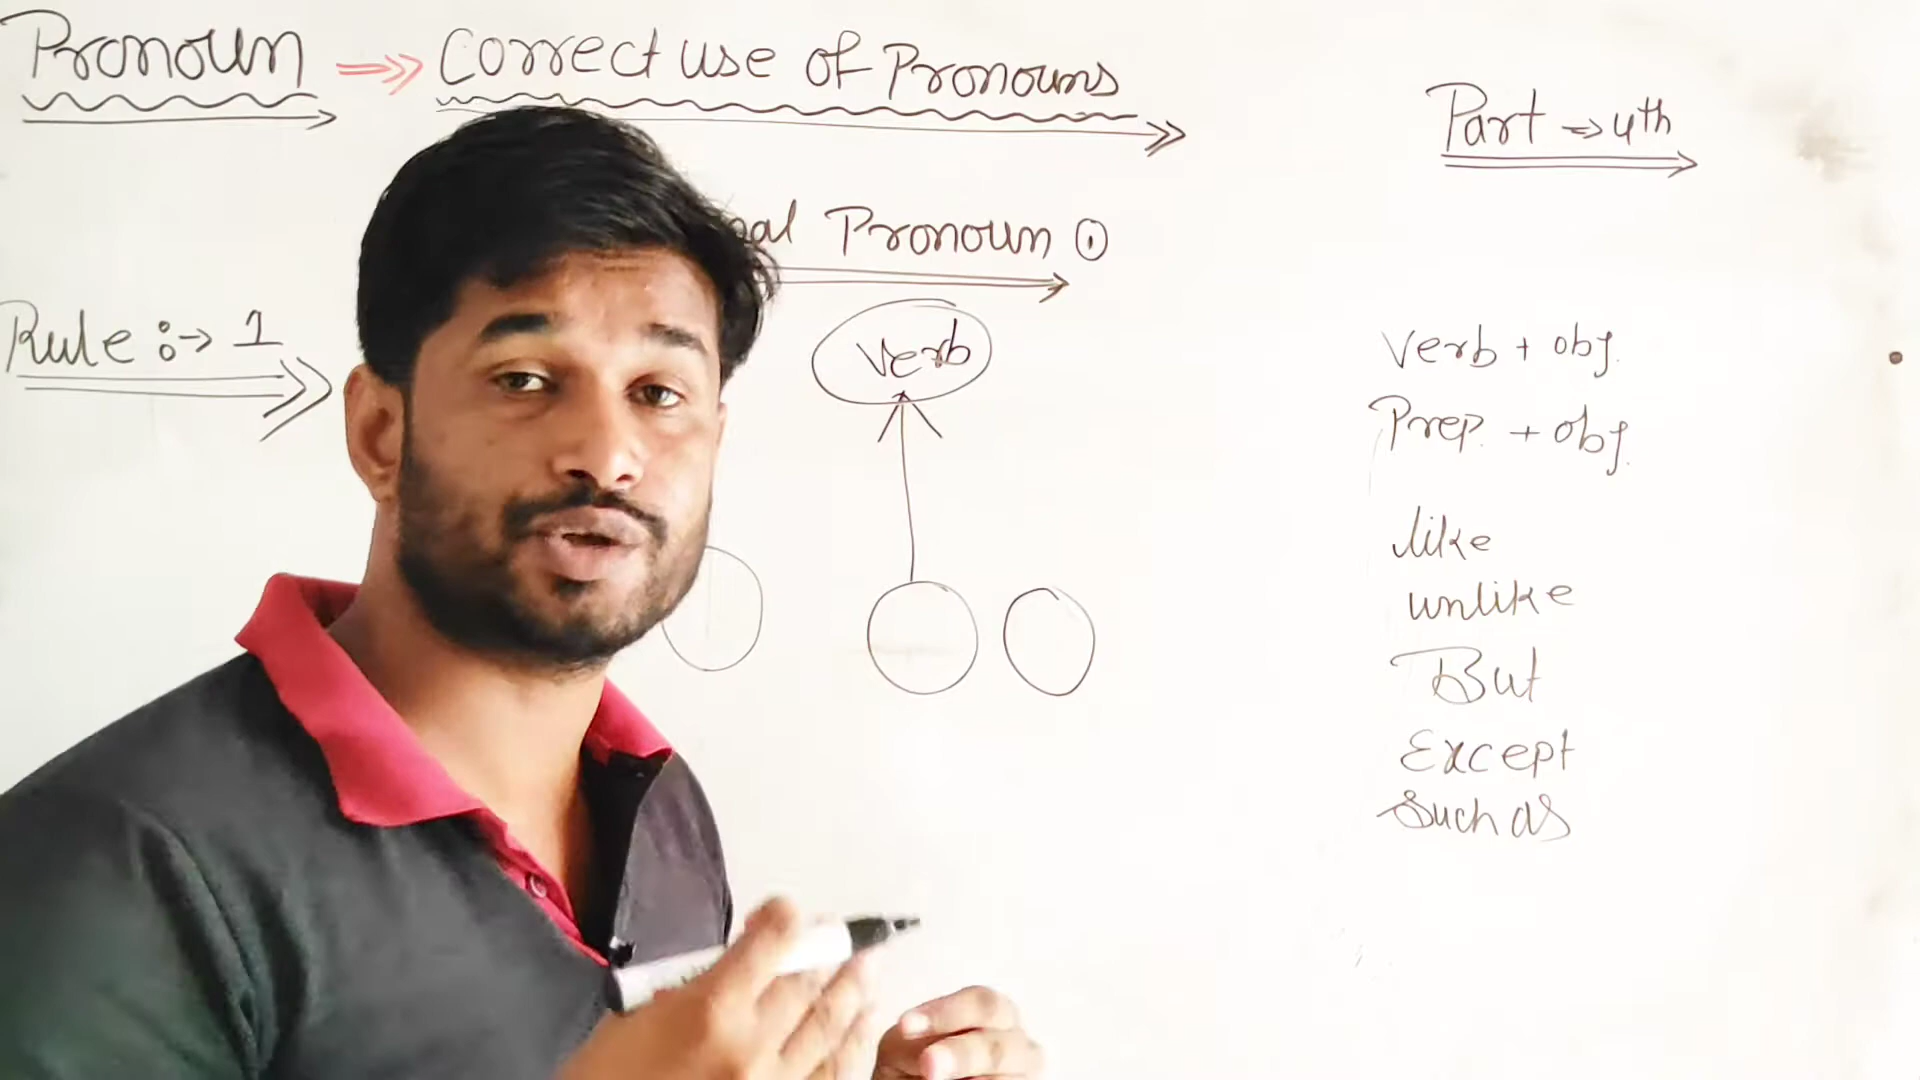 Pronoun ⇒> Correct use of Pronouns
Part ⇒ 4th
Pronoun ①
Rule :→ 1
Verb
Verb + obj.
Prep. + obj.
like
unlike
But
Except
Such as